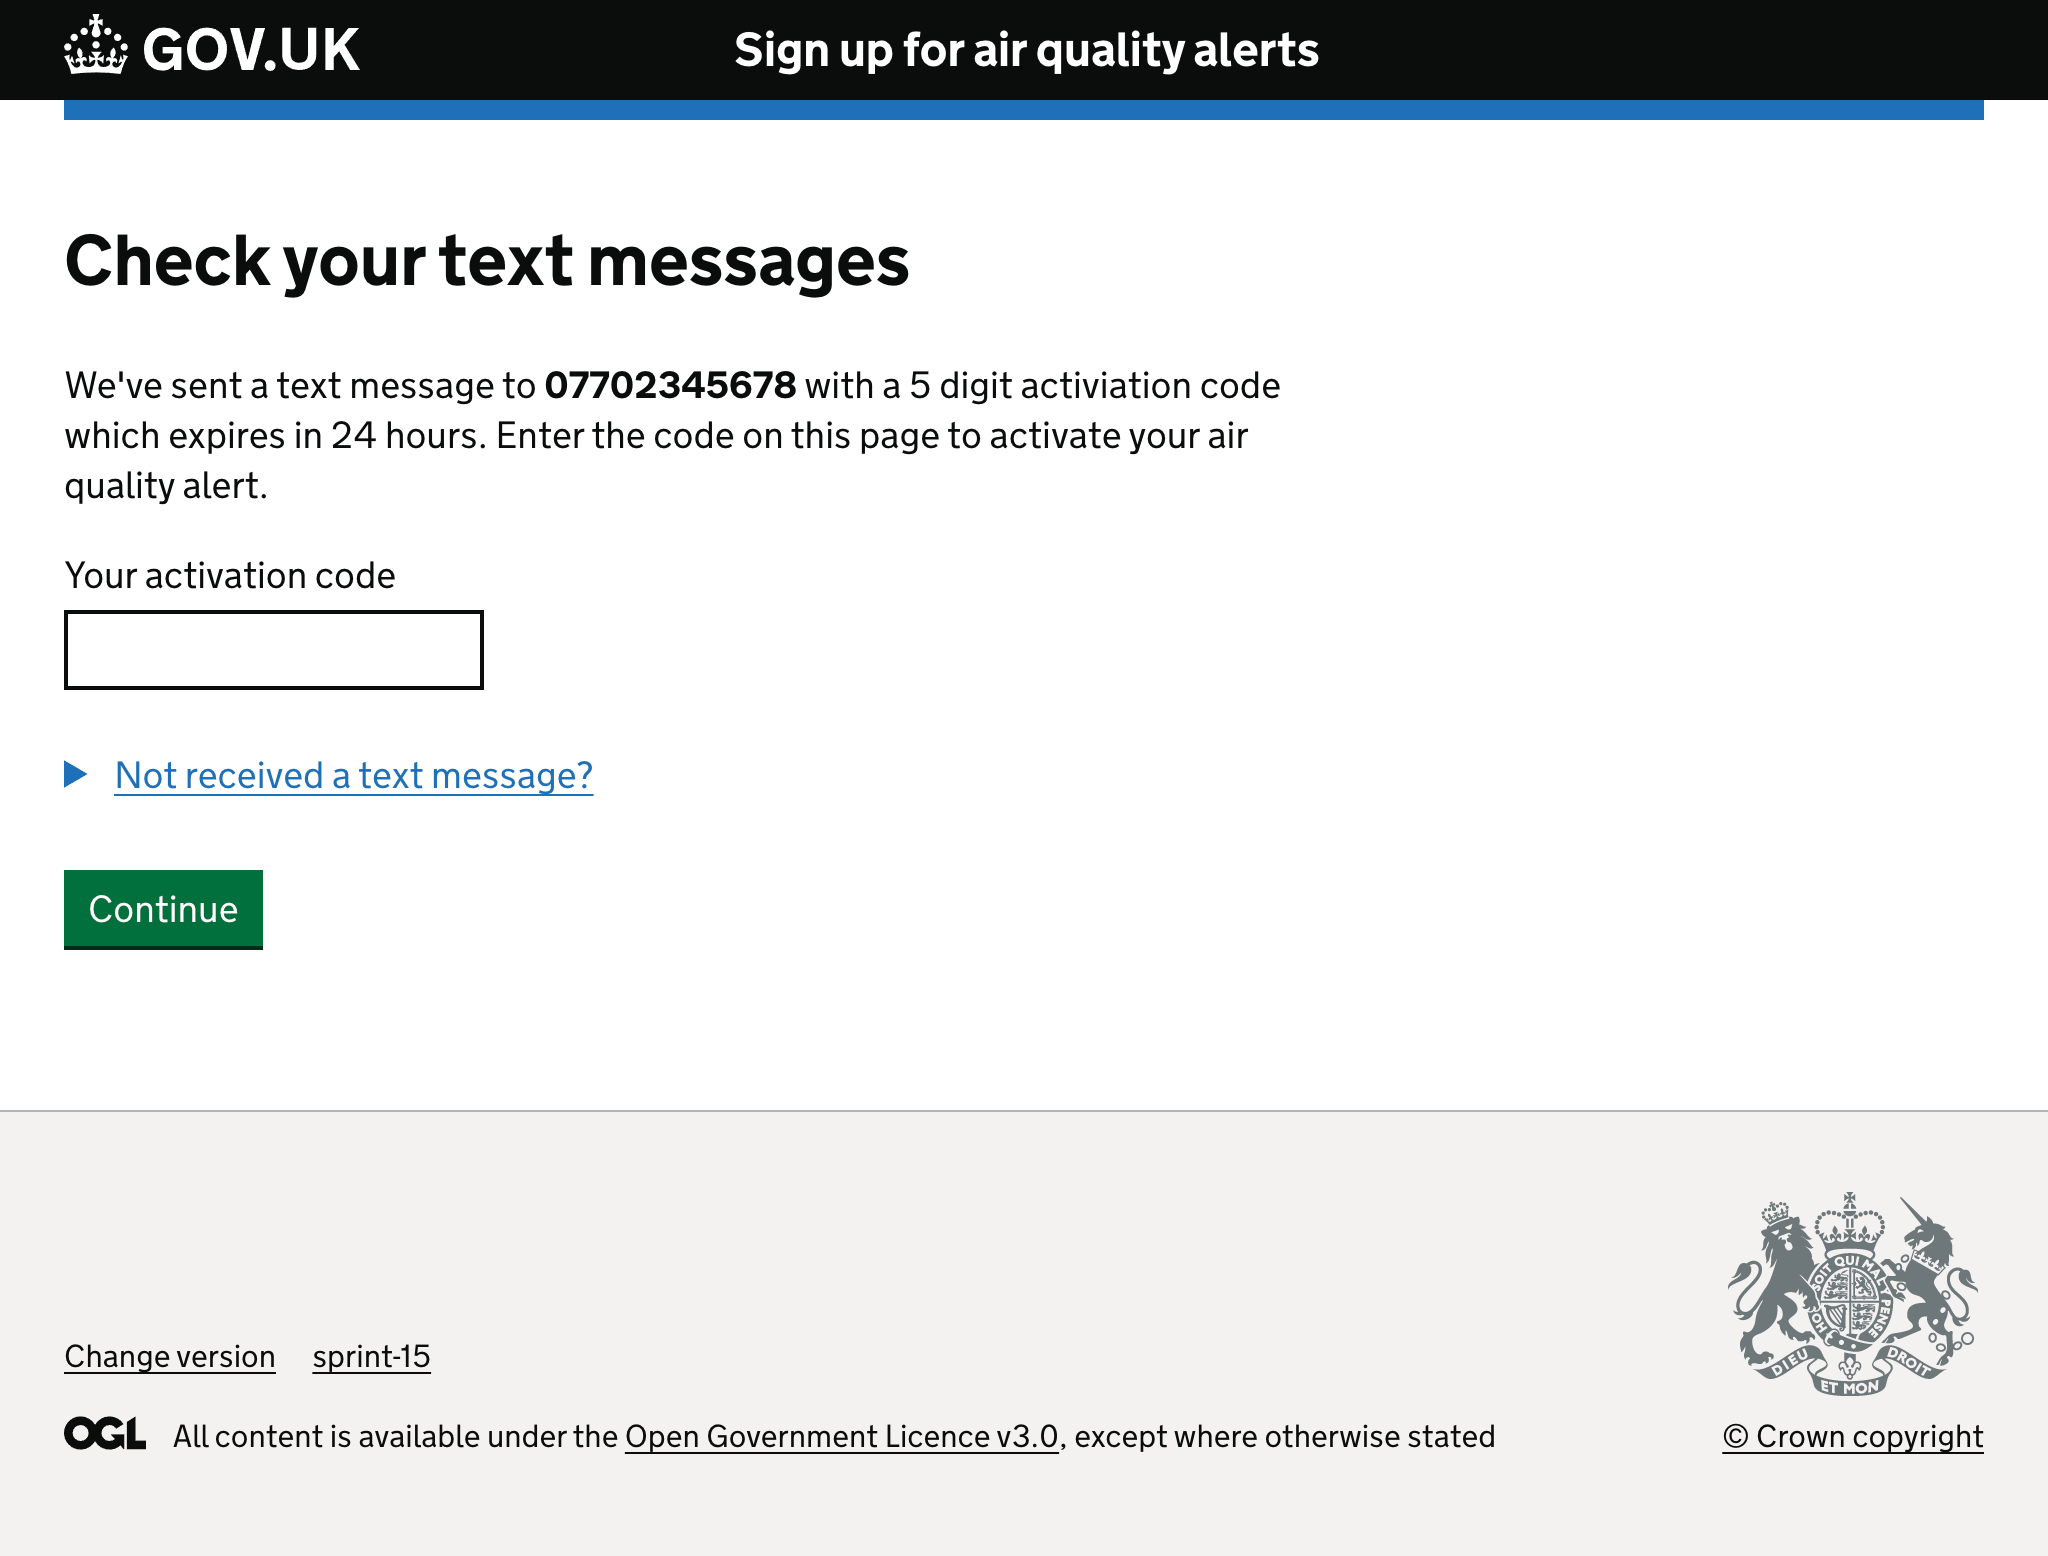 GOV.UK
Sign up for air quality alerts
Check your text messages
We've sent a text message to 07702345678 with a 5 digit activiation code
which expires in 24 hours. Enter the code on this page to activate your air
quality alert.
Your activation code
Not received a text message?
Continue
SOIT QUI MAL Y PENSE
HO
DIEU
ET MON
DROIT
Change version
sprint-15
OGL
All content is available under the Open Government Licence v3.0, except where otherwise stated
© Crown copyright